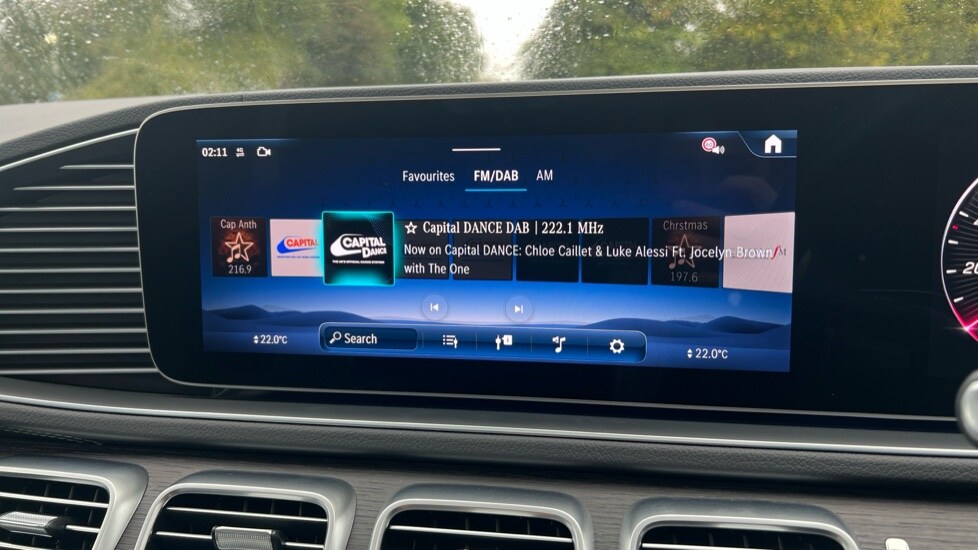 02:11 4G
Favourites FM/DAB AM
Cap Anth
216.9
CAPITAL
CAPITAL
DANCE
Capital DANCE DAB | 222.1 MHz
Now on Capital DANCE: Chloe Caillet & Luke Alessi Ft. Jocelyn Brown
with The One
Chrstmas
197.6
Search
22.0°C
22.0°C
20